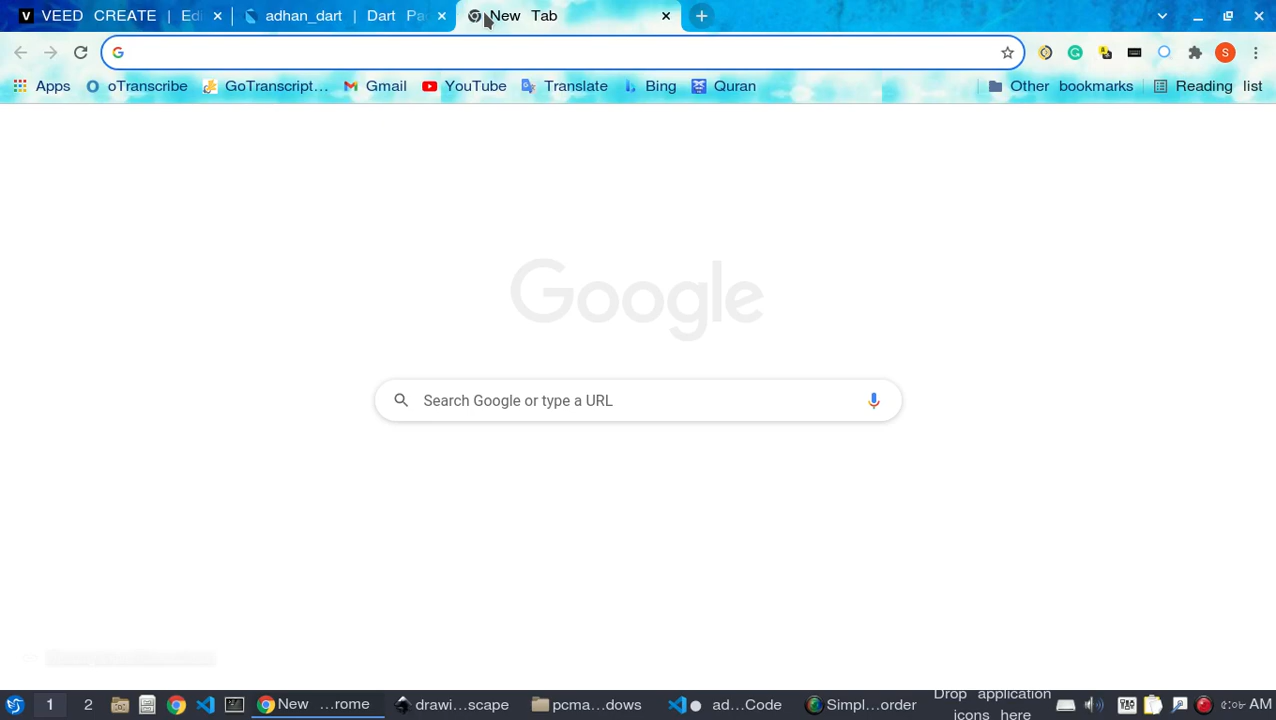 VEED CREATE | Edi
adhan_dart | Dart Pa
New Tab
Apps
oTranscribe
GoTranscript...
Gmail
YouTube
Translate
Bing
Quran
Other bookmarks
Reading list
Google
Search Google or type a URL
1
2
New ...rome
drawi...scape
pcma...dows
ad...Code
Simpl...order
Drop application
icons here